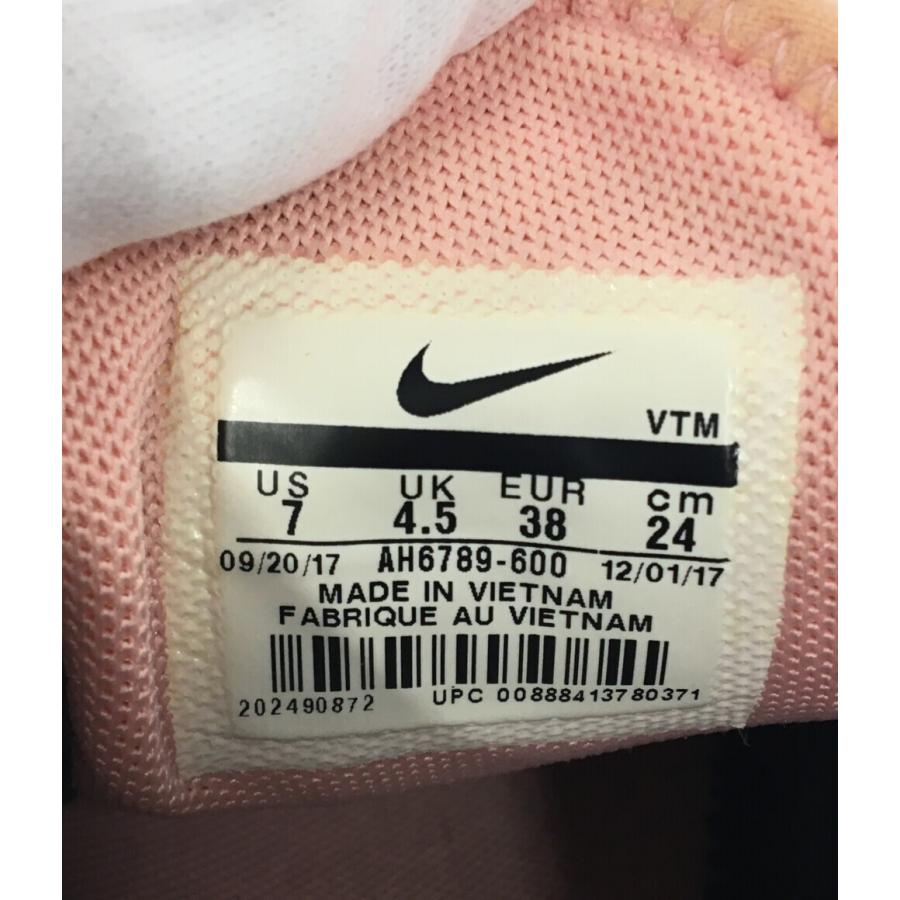 VTM
US UK EUR cm
7 4.5 38 24
09/20/17 AH6789-600 12/01/17
MADE IN VIETNAM
FABRIQUE AU VIETNAM
202490872 UPC 00888413780371